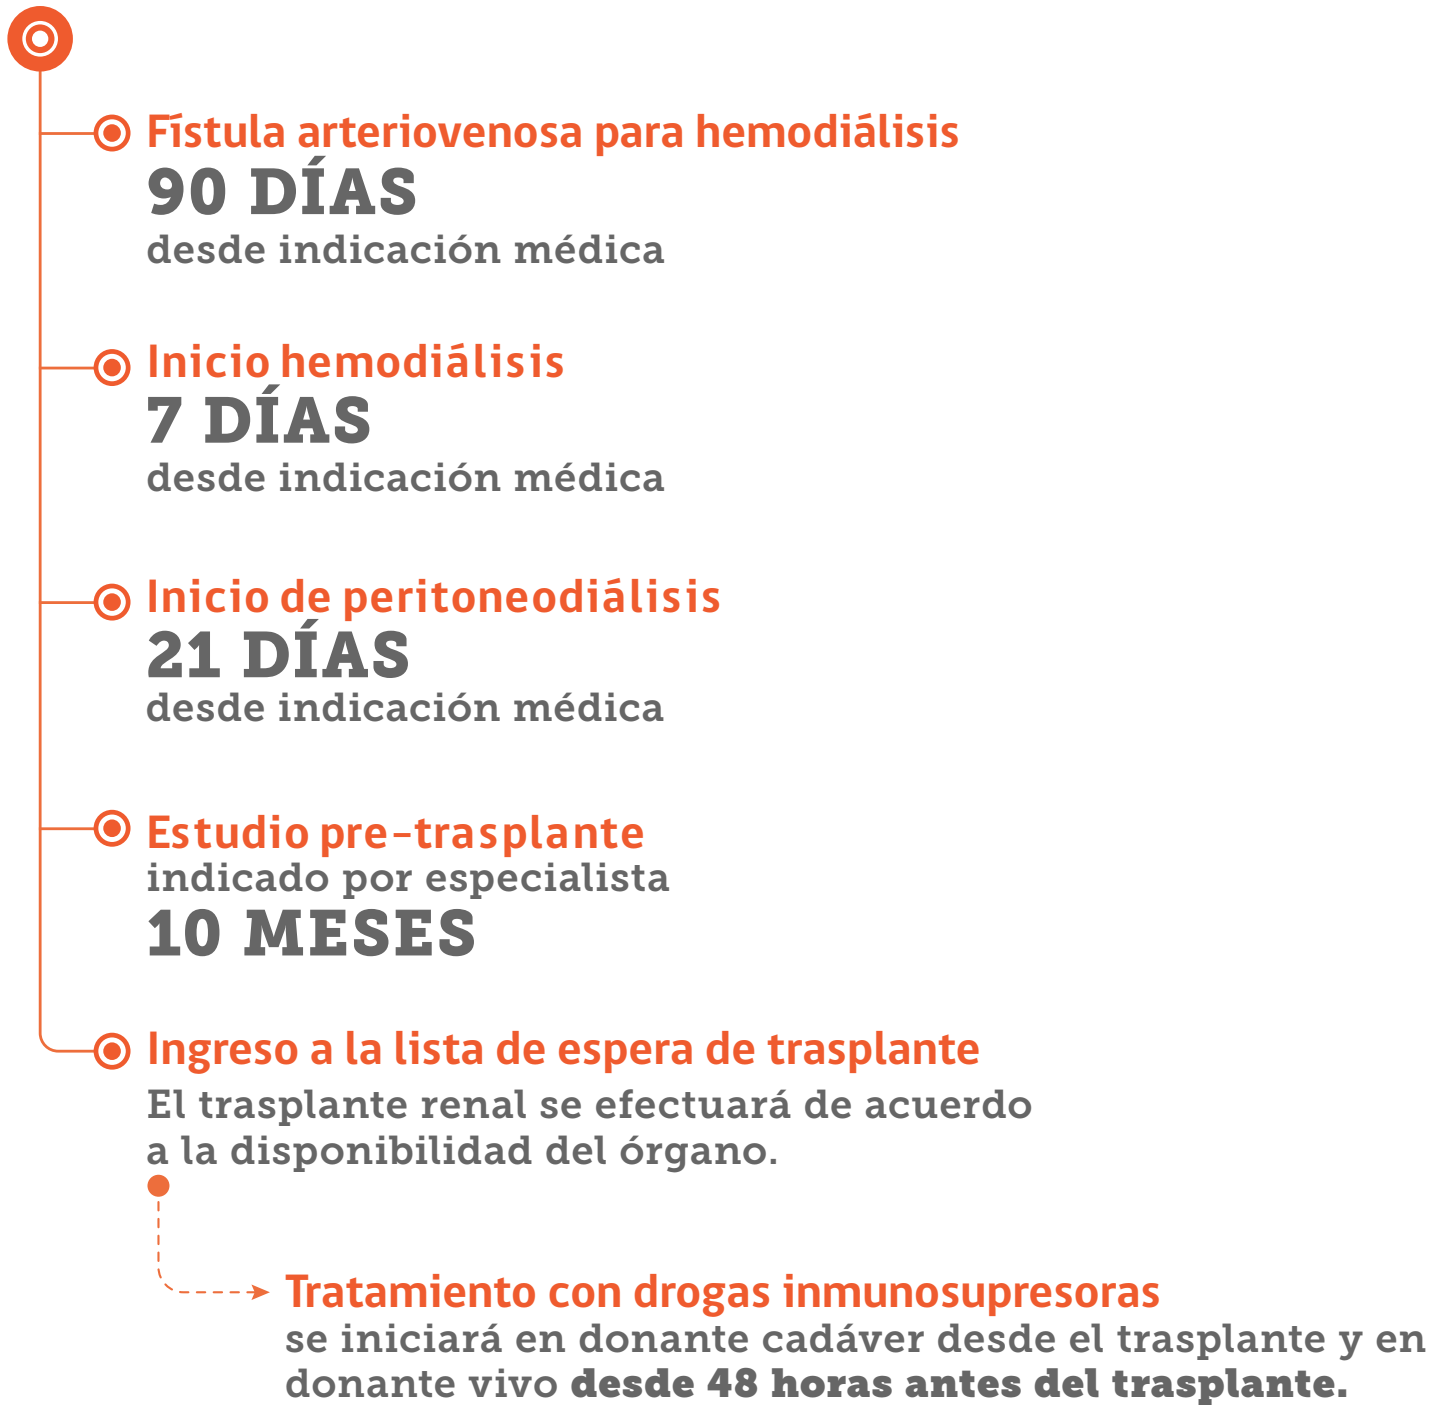 Fístula arteriovenosa para hemodiálisis
90 DÍAS
desde indicación médica
Inicio hemodiálisis
7 DÍAS
desde indicación médica
Inicio de peritoneodiálisis
21 DÍAS
desde indicación médica
Estudio pre-trasplante
indicado por especialista
10 MESES
Ingreso a la lista de espera de trasplante
El trasplante renal se efectuará de acuerdo
a la disponibilidad del órgano.
Tratamiento con drogas inmunosupresoras
se iniciará en donante cadáver desde el trasplante y en
donante vivo desde 48 horas antes del trasplante.